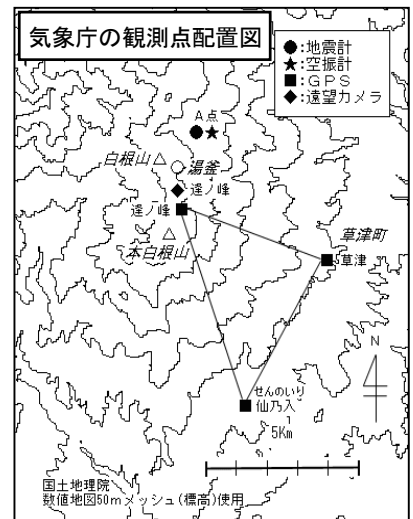 気象庁の観測点配置図
●:地震計
★:空振計
■:GPS
◆:遠望カメラ
A点
白根山△
湯釜
逢ノ峰
逢ノ峰
本白根山
草津町
草津
N
せんのいり
仙乃入
5Km
国土地理院
数値地図50mメッシュ(標高)使用